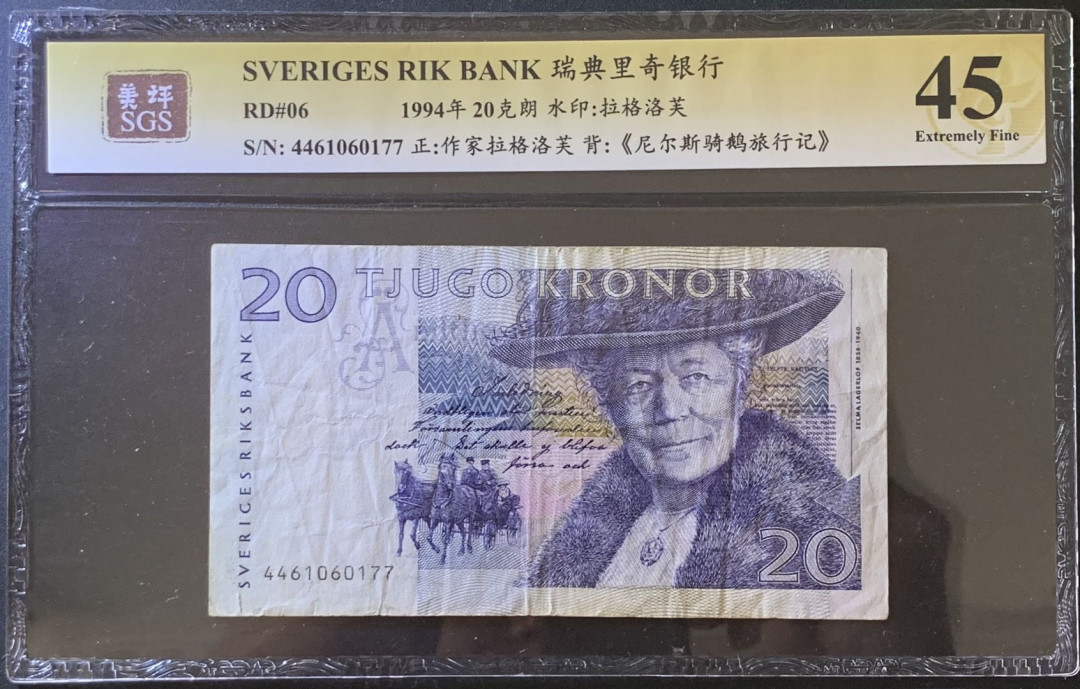 美评
SGS
SVERIGES RIK BANK 瑞典里奇银行
RD#06 1994年 20克朗 水印:拉格洛芙
S/N: 4461060177 正:作家拉格洛芙 背:《尼尔斯骑鹅旅行记》
45
Extremely Fine
20 TJUGO KRONOR
SVERIGES RIKSBANK
SELMA LAGERLÖF 1858-1940
4461060177
20